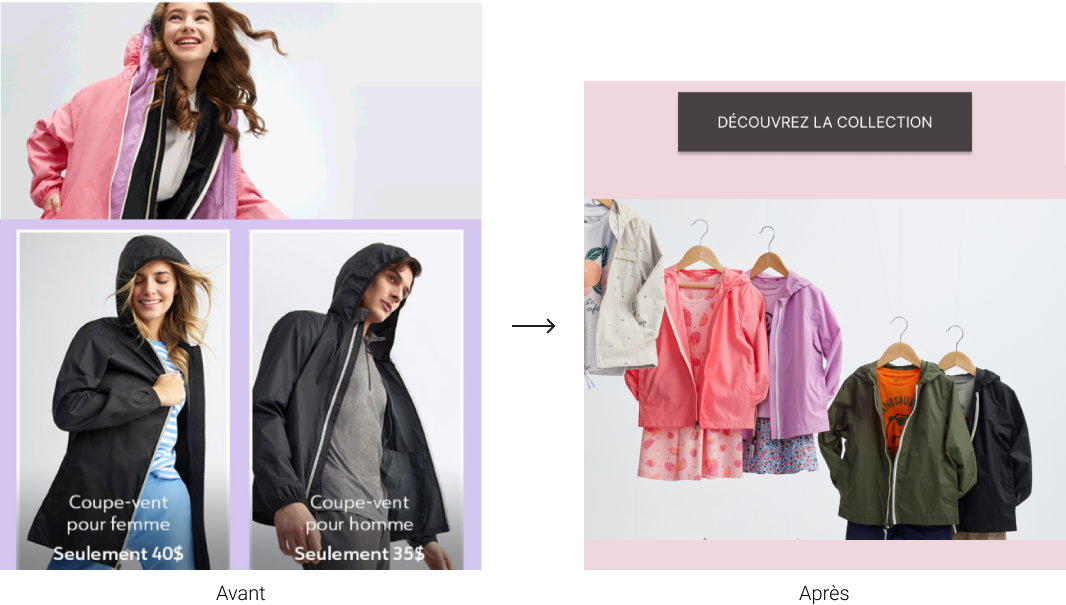 DÉCOUVREZ LA COLLECTION
Coupe-vent
pour femme
Seulement 40$
Coupe-vent
pour homme
Seulement 35$
Avant
Après